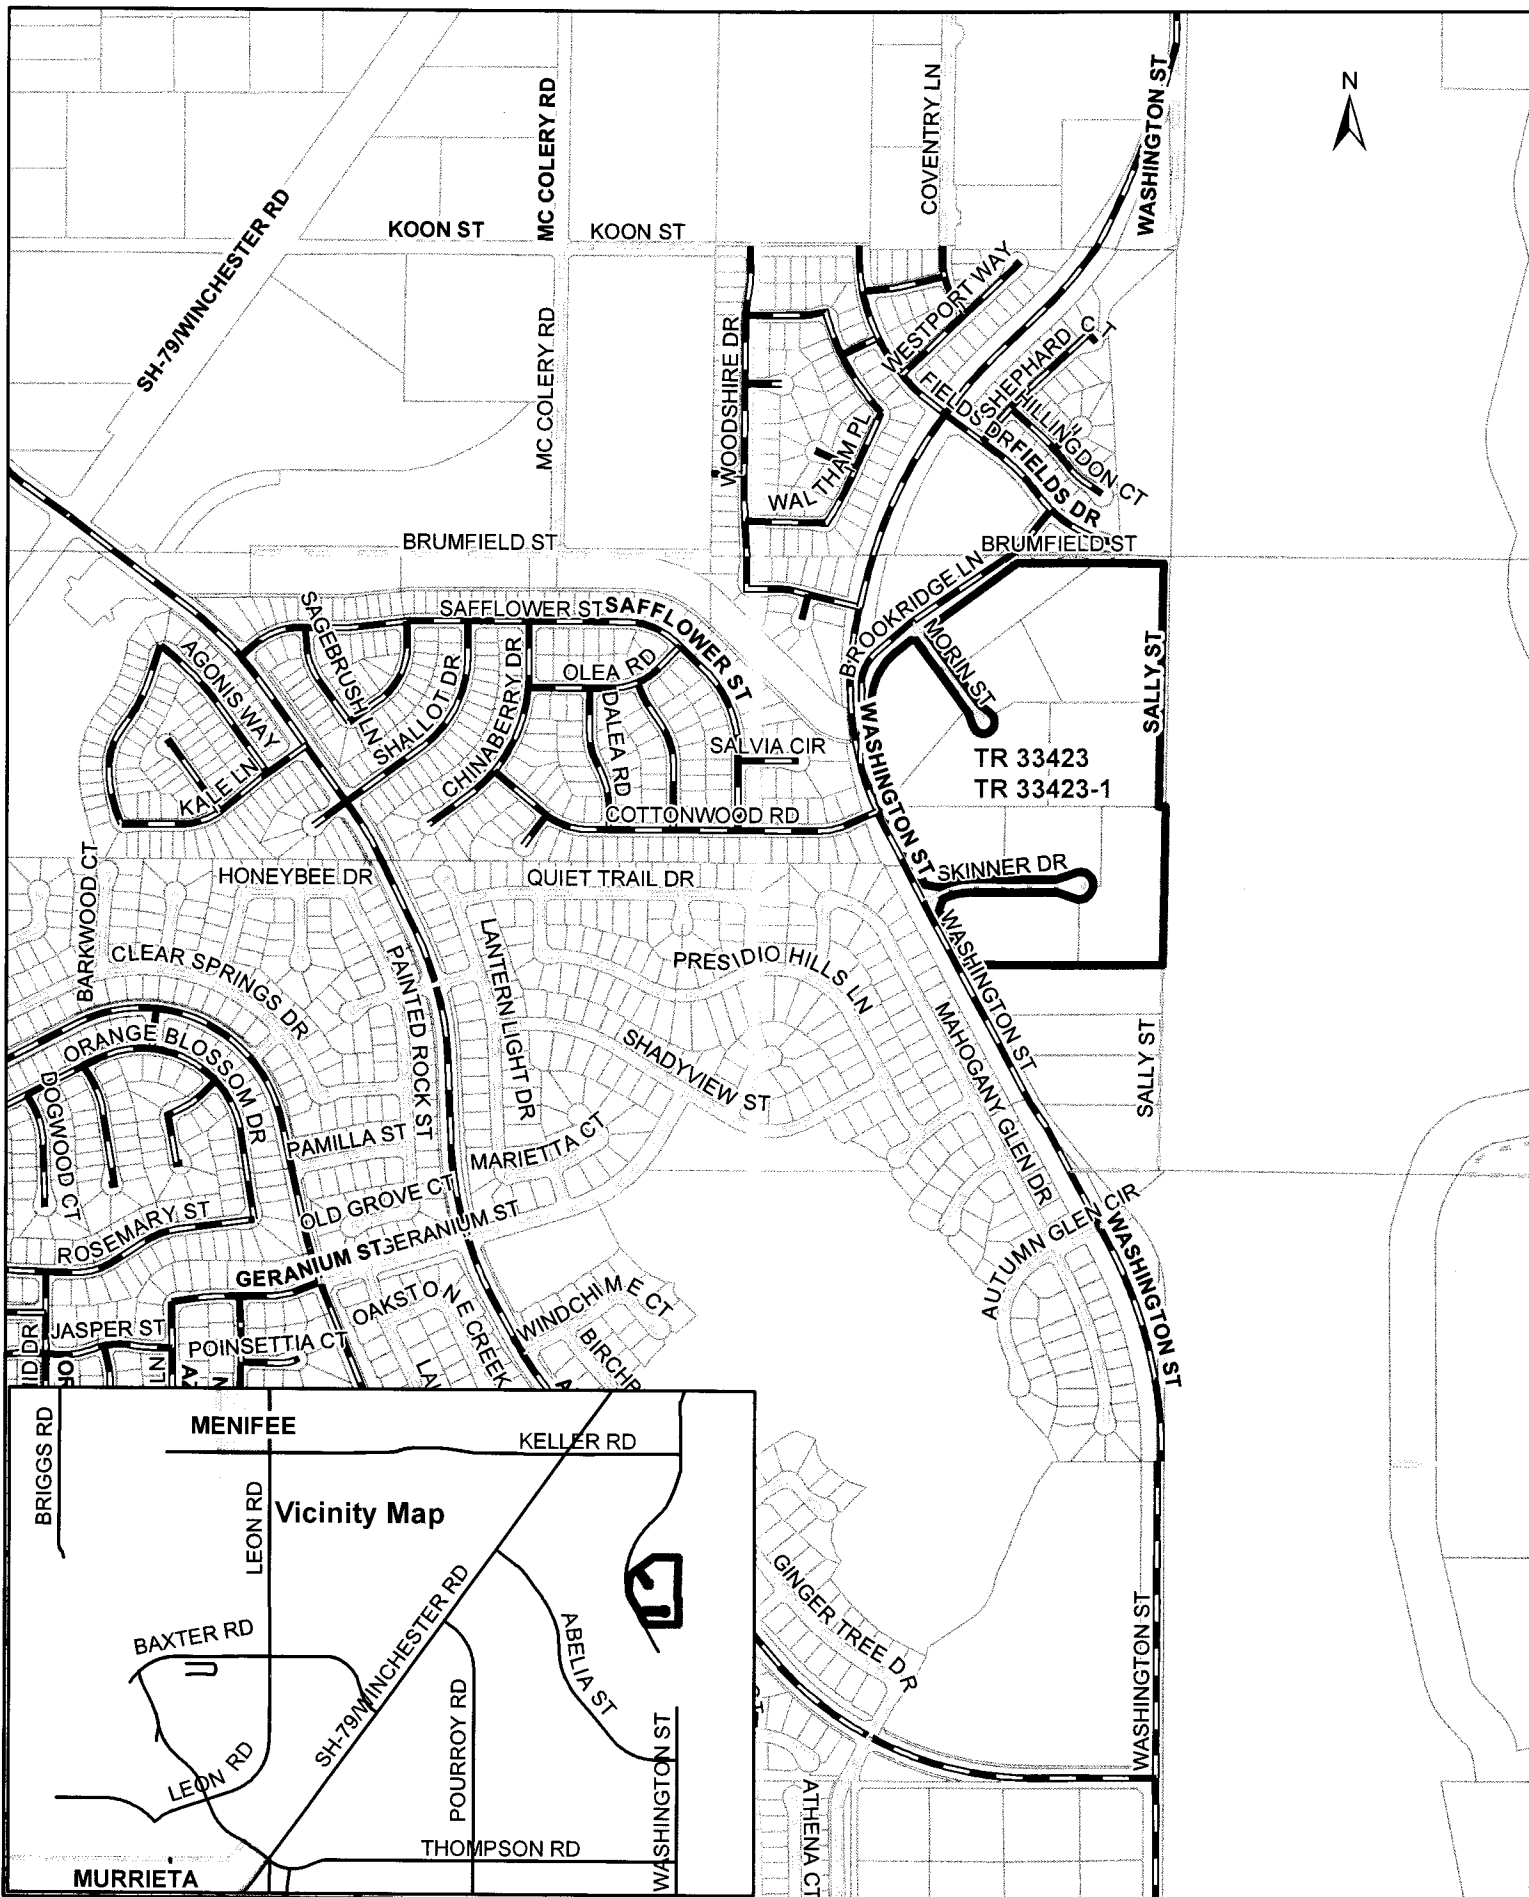 N
WASHINGTON ST
COVENTRY LN
MC COLERY RD
SH-79/WINCHESTER RD
KOON ST
KOON ST
WESTPORT WAY
MC COLERY RD
WOODSHIRE DR
SHEPHARD CT
FIELDS DR
FIELDS DR
SHILLINGDON CT
WALTHAM PL
BRUMFIELD ST
BRUMFIELD ST
BROOKRIDGE LN
SAFFLOWER ST
SAFFLOWER ST
SAGEBRUSH LN
AGONIS WAY
OLEA RD
MORIN ST
SALLY ST
SHALLOT DR
CHINABERRY DR
DALEA RD
SALVIA CIR
WASHINGTON ST
TR 33423
TR 33423-1
KALE LN
COTTONWOOD RD
HONEYBEE DR
QUIET TRAIL DR
SKINNER DR
BARKWOOD CT
CLEAR SPRINGS DR
PAINTED ROCK ST
LANTERN LIGHT DR
PRESIDIO HILLS LN
WASHINGTON ST
MAHOGANY GLEN DR
SHADYVIEW ST
SALLY ST
ORANGE BLOSSOM DR
DOGWOOD CT
PAMILLA ST
MARIETTA CT
OLD GROVE CT
ROSEMARY ST
GERANIUM ST
GERANIUM ST
AUTUMN GLEN CIR
WASHINGTON ST
OAKSTONE CREEK
WINDCHIME CT
JASPER ST
POINSETTIA CT
BIRCHP
LN
GINGER TREE DR
WASHINGTON ST
ATHENA CT
BRIGGS RD
MENIFEE
KELLER RD
LEON RD
Vicinity Map
BAXTER RD
SH-79/WINCHESTER RD
ABELIA ST
POURROY RD
LEON RD
WASHINGTON ST
THOMPSON RD
MURRIETA